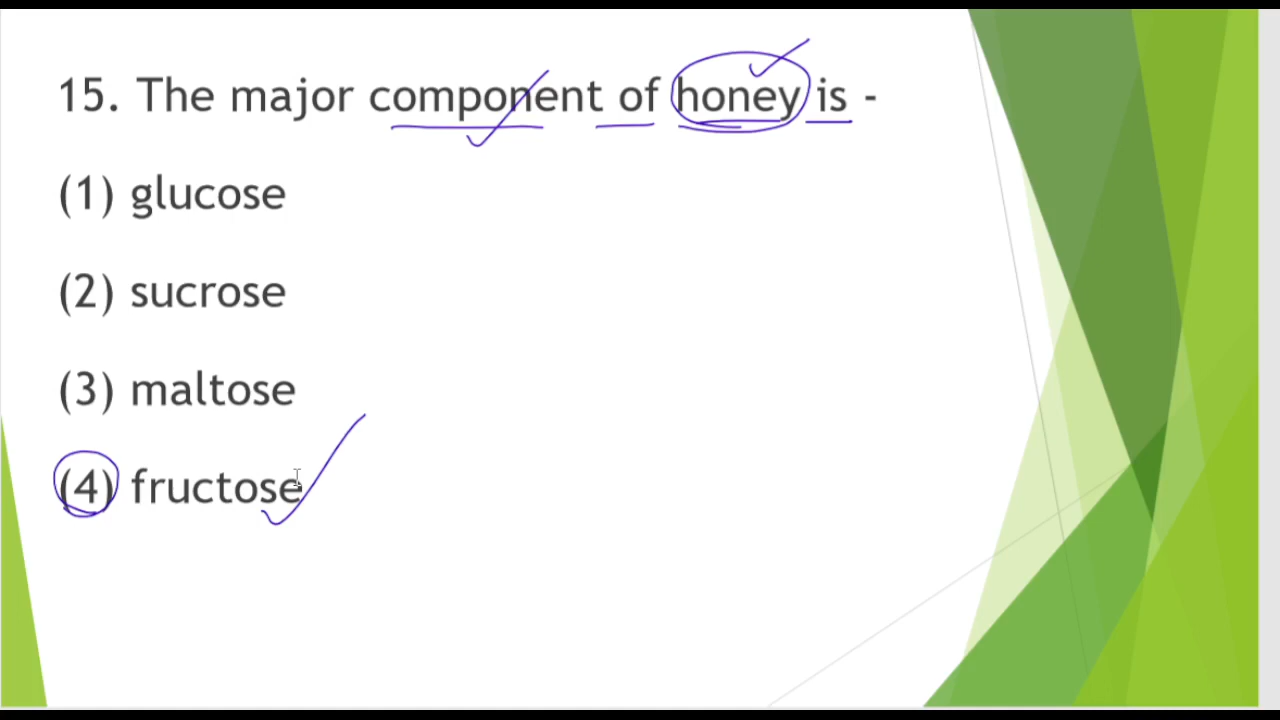 15. The major component of honey is -
(1) glucose
(2) sucrose
(3) maltose
(4) fructose